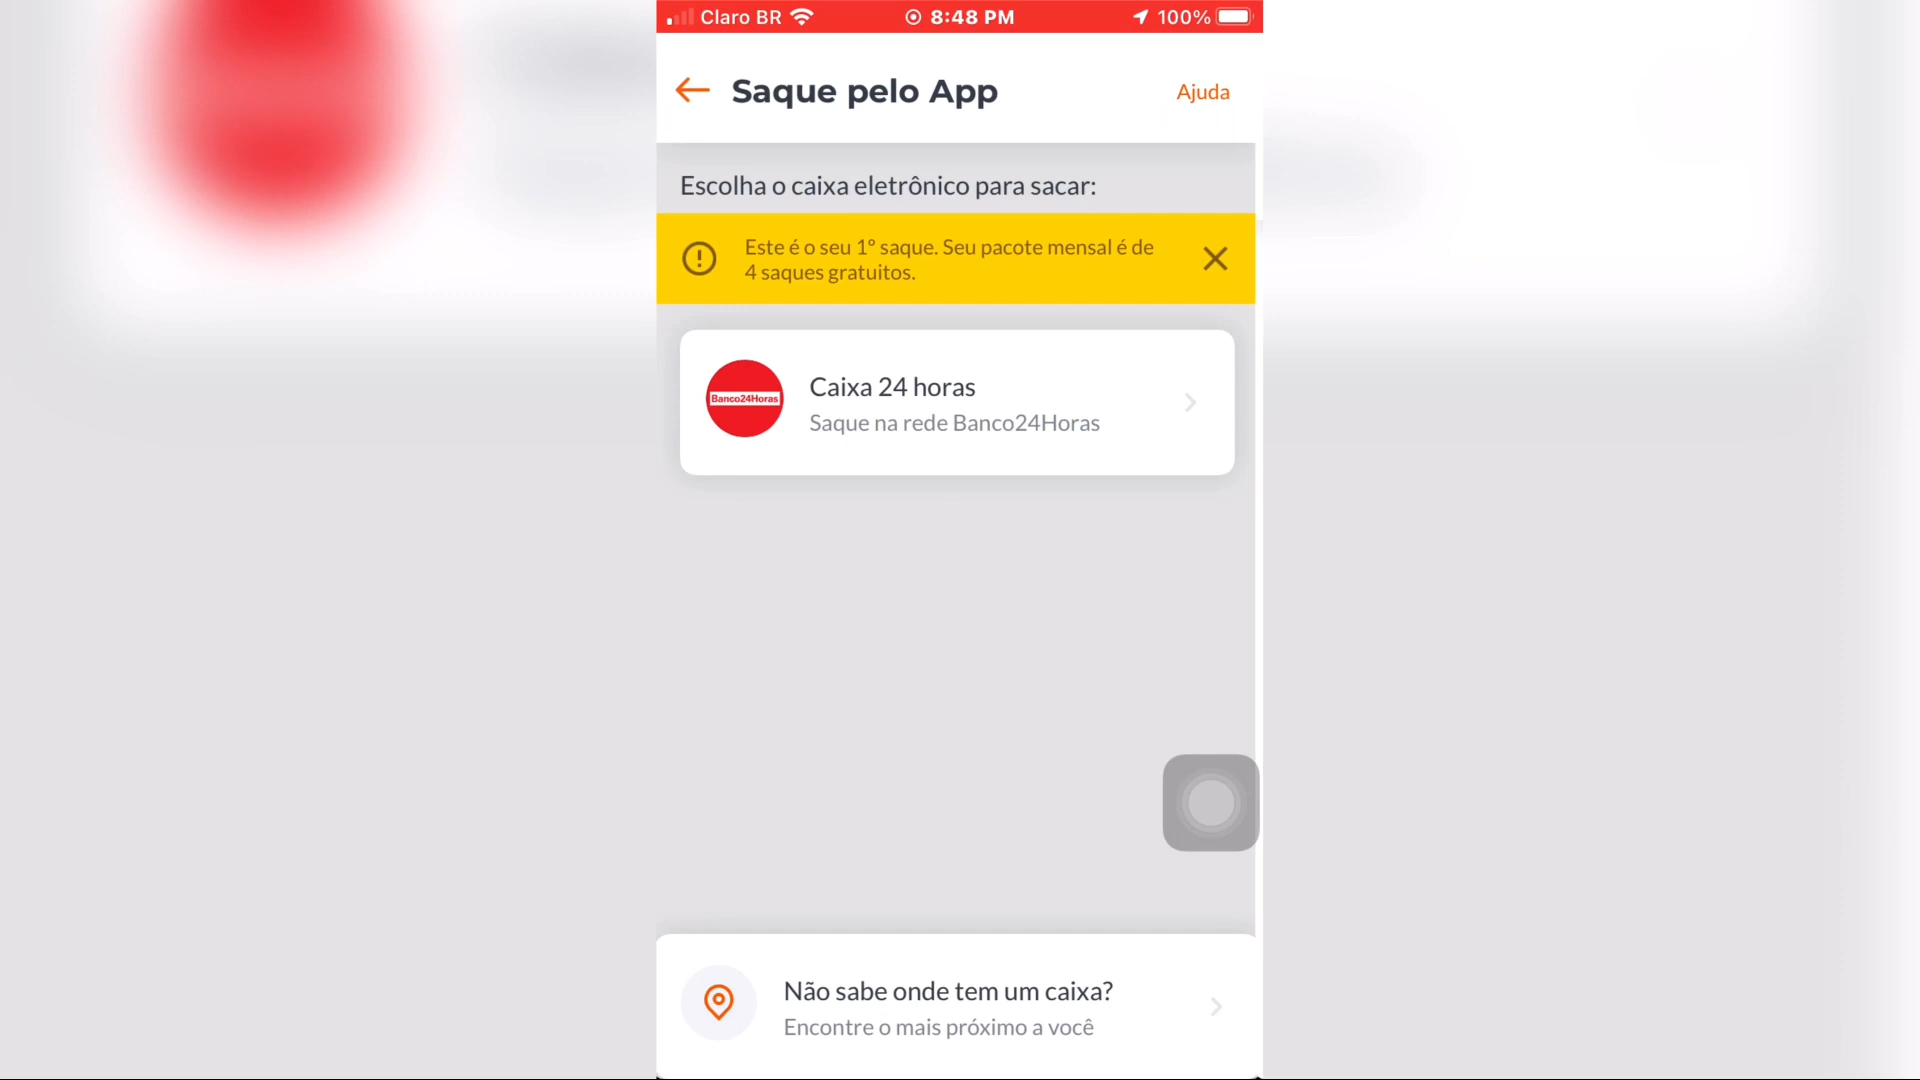 Claro BR 8:48 PM 100%
Saque pelo App
Ajuda
Escolha o caixa eletrônico para sacar:
Este é o seu 1º saque. Seu pacote mensal é de
4 saques gratuitos.
Banco24Horas
Caixa 24 horas
Saque na rede Banco24Horas
Não sabe onde tem um caixa?
Encontre o mais próximo a você